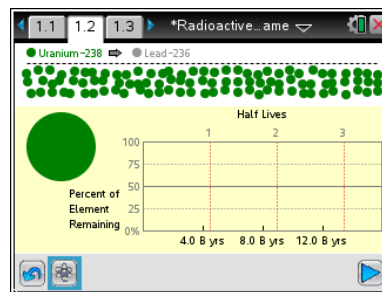 1.1 1.2 1.3 *Radioactive…ame
Uranium-238 Lead-236
Half Lives
1 2 3
100
75
50
25
0%
Percent of
Element
Remaining
4.0 B yrs 8.0 B yrs 12.0 B yrs